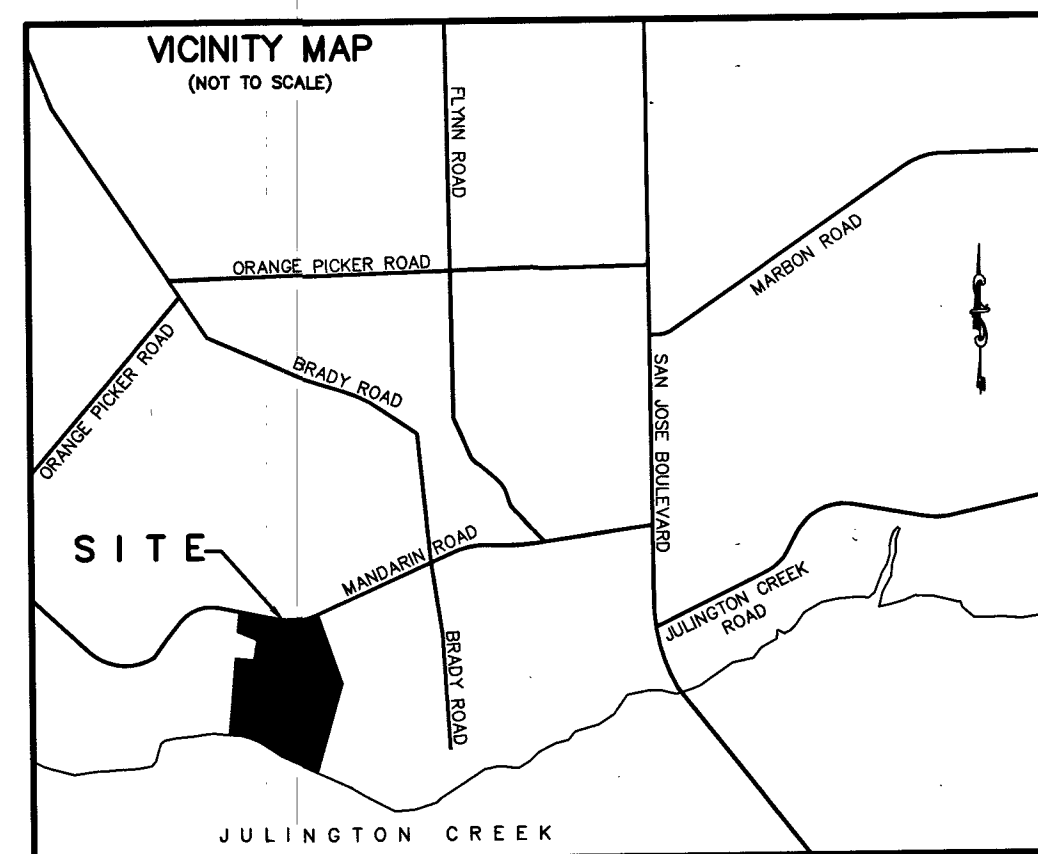 VICINITY MAP
(NOT TO SCALE)
FLYNN ROAD
ORANGE PICKER ROAD
MARBON ROAD
ORANGE PICKER ROAD
BRADY ROAD
SAN JOSE BOULEVARD
SITE
MANDARIN ROAD
JULINGTON CREEK
ROAD
BRADY ROAD
JULINGTON CREEK